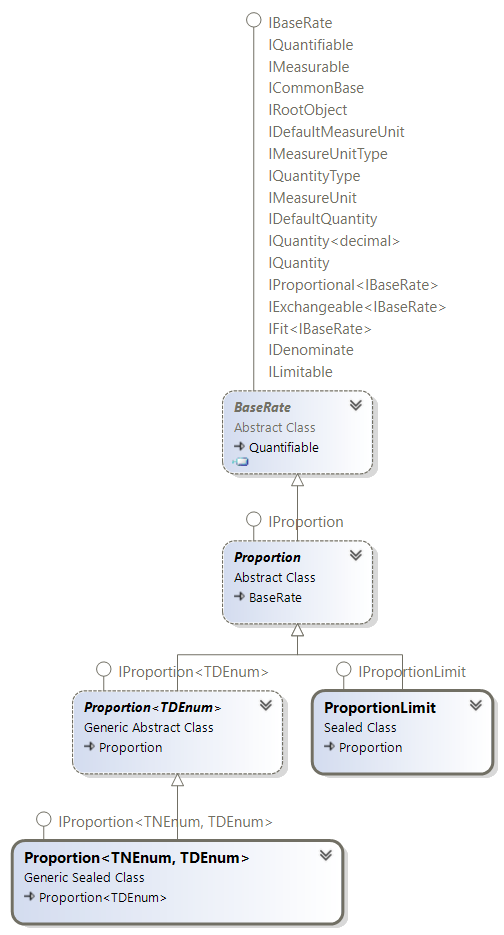 IBaseRate
IQuantifiable
IMeasurable
ICommonBase
IRootObject
IDefaultMeasureUnit
IMeasureUnitType
IQuantityType
IMeasureUnit
IDefaultQuantity
IQuantity<decimal>
IQuantity
IProportional<IBaseRate>
IExchangeable<IBaseRate>
IFit<IBaseRate>
IDenominate
ILimitable
BaseRate
Abstract Class
Quantifiable
IProportion
Proportion
Abstract Class
BaseRate
IProportion<TDEnum>
Proportion<TDEnum>
Generic Abstract Class
Proportion
IProportionLimit
ProportionLimit
Sealed Class
Proportion
IProportion<TNEnum, TDEnum>
Proportion<TNEnum, TDEnum>
Generic Sealed Class
Proportion<TDEnum>